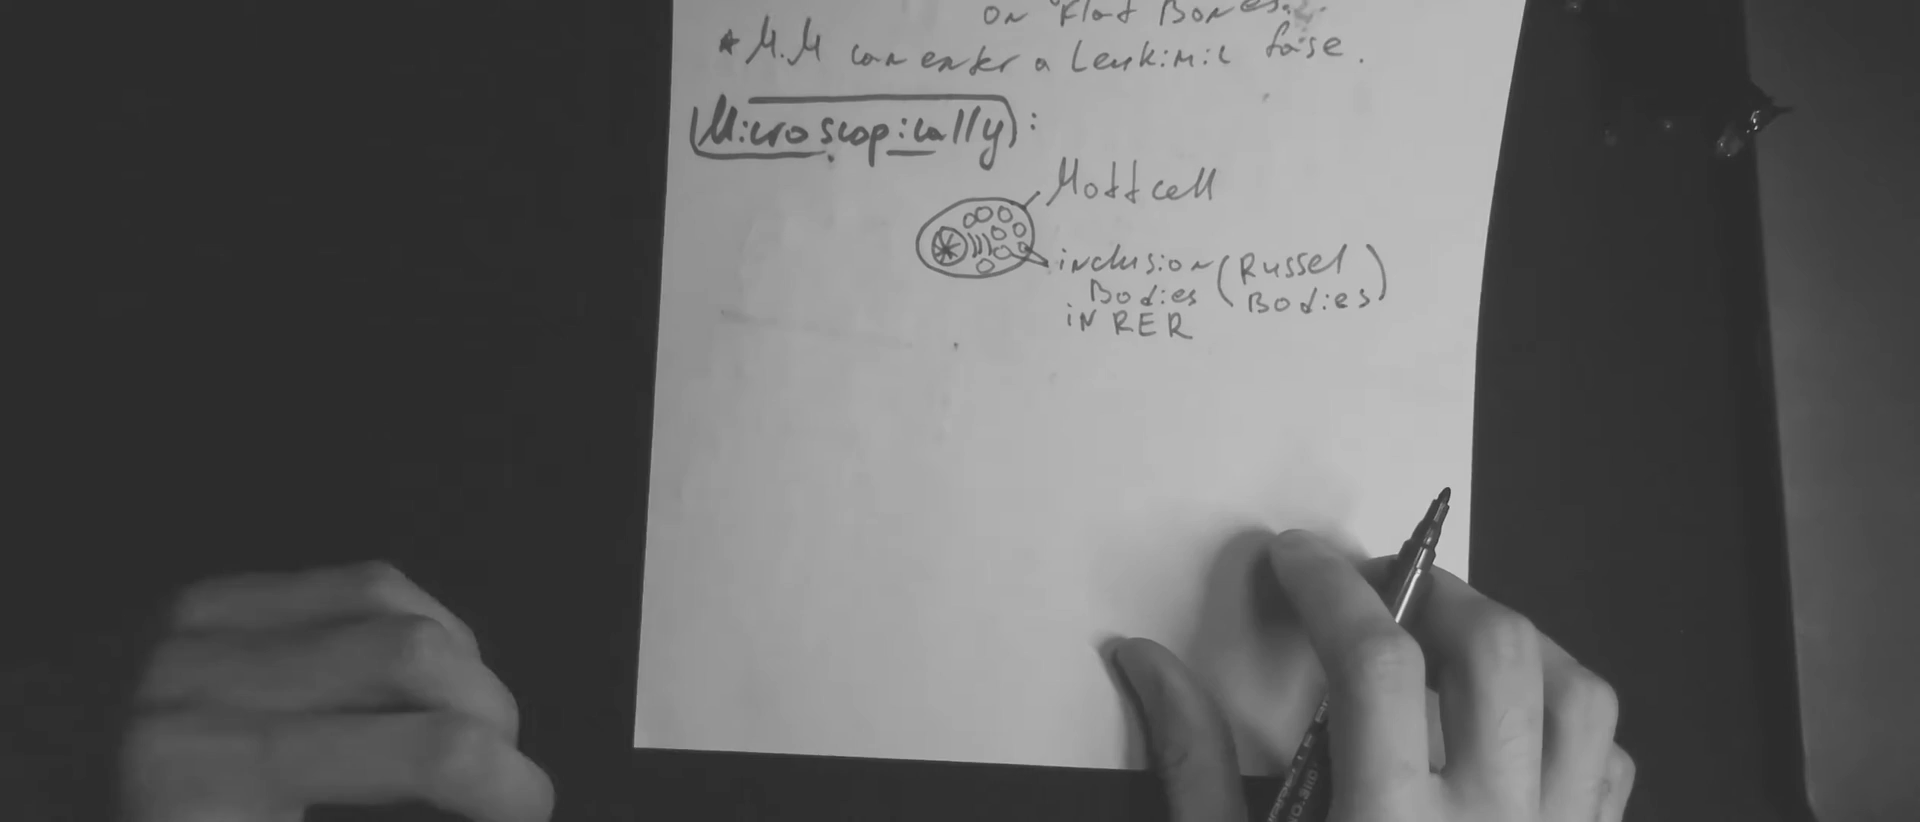 on Flat Bones.
* M.M can enter a Leukimic fase.
Microscopically:
Mott cell
inclusion (Russel
Bodies Bodies)
in RER